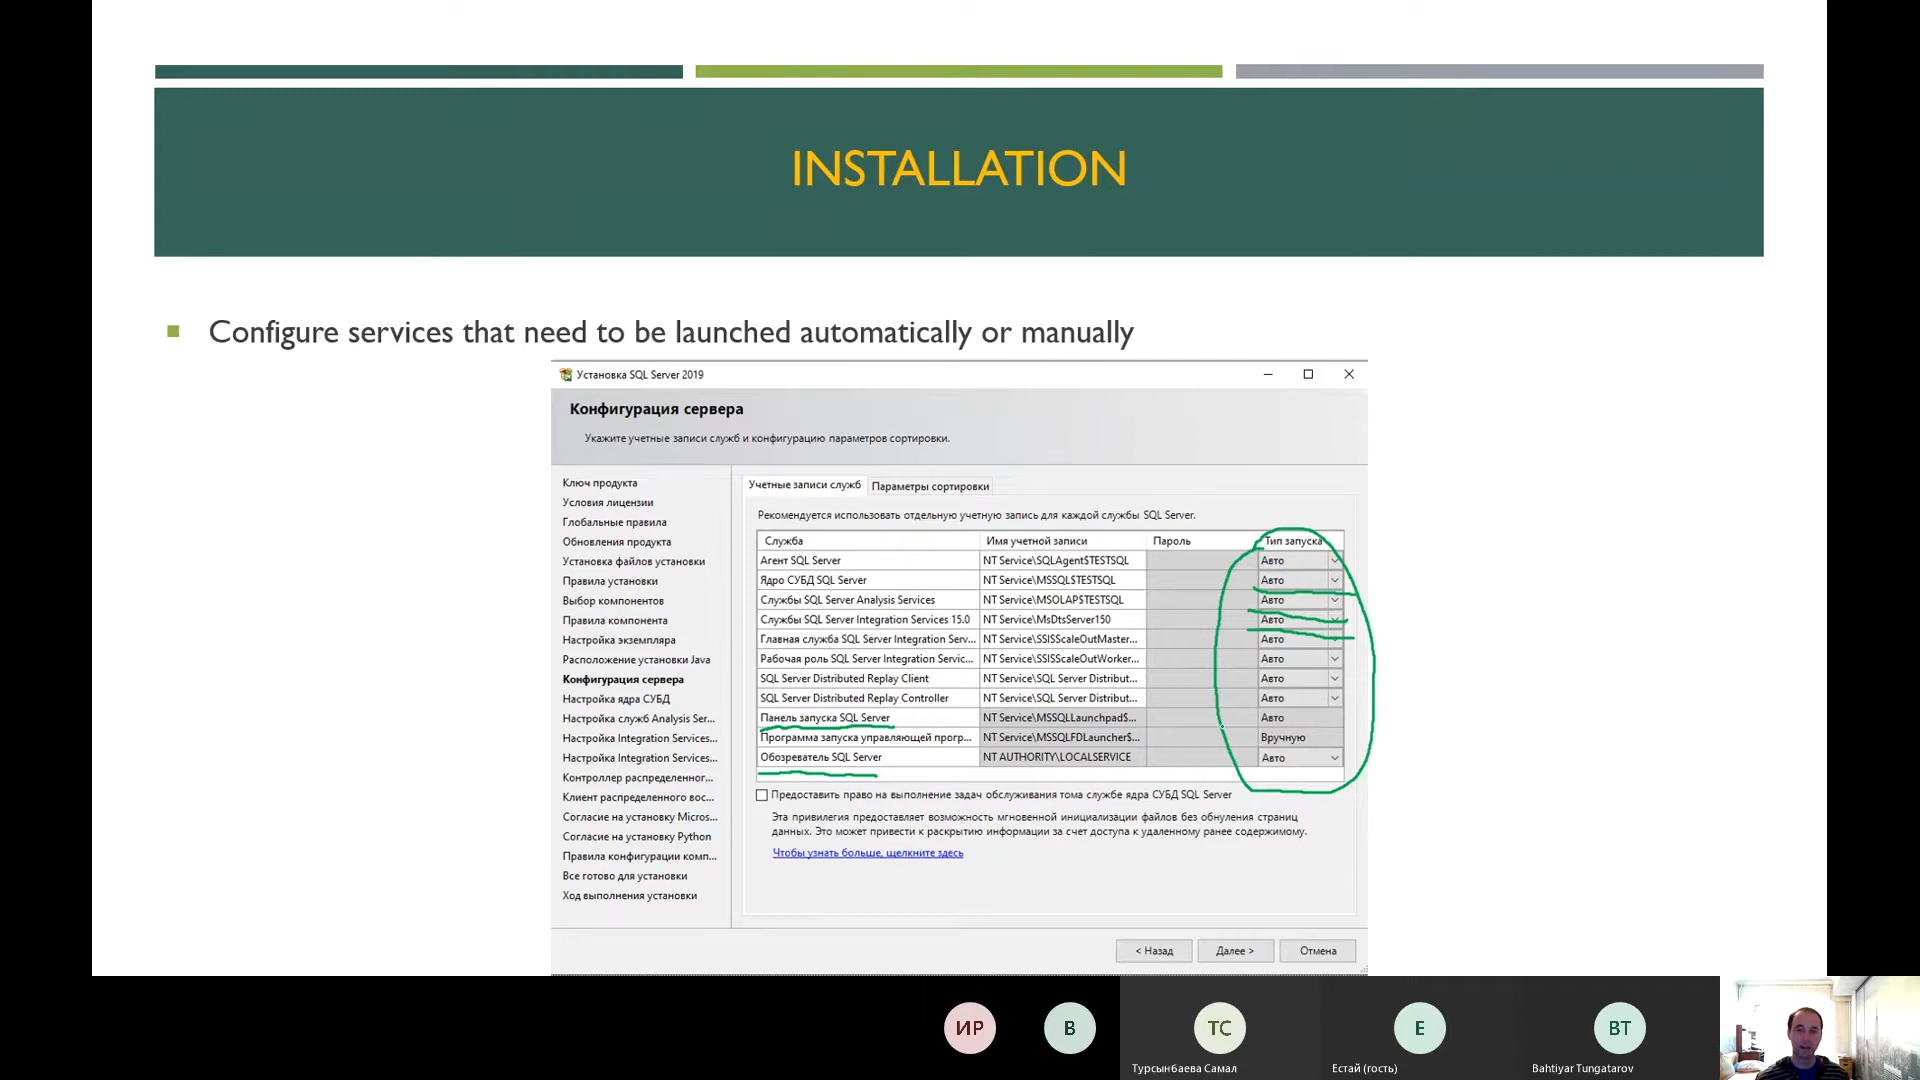 INSTALLATION
Configure services that need to be launched automatically or manually
Установка SQL Server 2019
Конфигурация сервера
Укажите учетные записи служб и конфигурацию параметров сортировки.
Ключ продукта
Условия лицензии
Глобальные правила
Обновления продукта
Установка файлов установки
Правила установки
Выбор компонентов
Правила компонента
Настройка экземпляра
Расположение установки Java
Конфигурация сервера
Настройка ядра СУБД
Настройка служб Analysis Ser...
Настройка Integration Services...
Настройка Integration Services...
Контроллер распределенног...
Клиент распределенного вос...
Согласие на установку Micros...
Согласие на установку Python
Правила конфигурации комп...
Все готово для установки
Ход выполнения установки
Учетные записи служб Параметры сортировки
Рекомендуется использовать отдельную учетную запись для каждой службы SQL Server.
Служба Имя учетной записи Пароль Тип запуска
Агент SQL Server NT Service\SQLAgent$TESTSQL Авто
Ядро СУБД SQL Server NT Service\MSSQL$TESTSQL Авто
Службы SQL Server Analysis Services NT Service\MSOLAP$TESTSQL Авто
Службы SQL Server Integration Services 15.0 NT Service\MsDtsServer150 Авто
Главная служба SQL Server Integration Serv... NT Service\SSISScaleOutMaster... Авто
Рабочая роль SQL Server Integration Servic... NT Service\SSISScaleOutWorker... Авто
SQL Server Distributed Replay Client NT Service\SQL Server Distribut... Авто
SQL Server Distributed Replay Controller NT Service\SQL Server Distribut... Авто
Панель запуска SQL Server NT Service\MSSQLLaunchpad$... Авто
Программа запуска управляющей прогр... NT Service\MSSQLFDLauncher$... Вручную
Обозреватель SQL Server NT AUTHORITY\LOCALSERVICE Авто
Предоставить право на выполнение задач обслуживания тома службе ядра СУБД SQL Server
Эта привилегия предоставляет возможность мгновенной инициализации файлов без обнуления страниц
данных. Это может привести к раскрытию информации за счет доступа к удаленному ранее содержимому.
Чтобы узнать больше, щелкните здесь
< Назад Далее > Отмена
ИР В ТС Е ВТ
Турсынбаева Самал Естай (гость) Bahtiyar Tungatarov